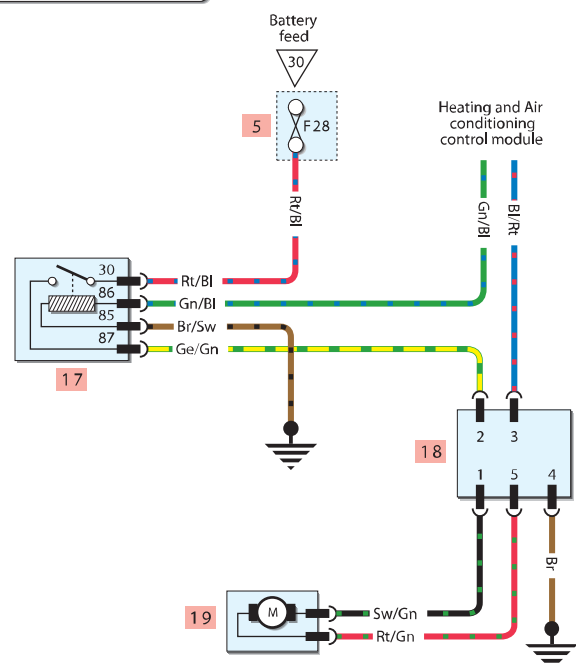 Battery
feed
30
5
F 28
Heating and Air
conditioning
control module
Rt/Bl
Gn/Bl
Bl/Rt
30
Rt/Bl
86
Gn/Bl
85
Br/Sw
87
Ge/Gn
17
2 3
18
1 5 4
Br
19
M
Sw/Gn
Rt/Gn